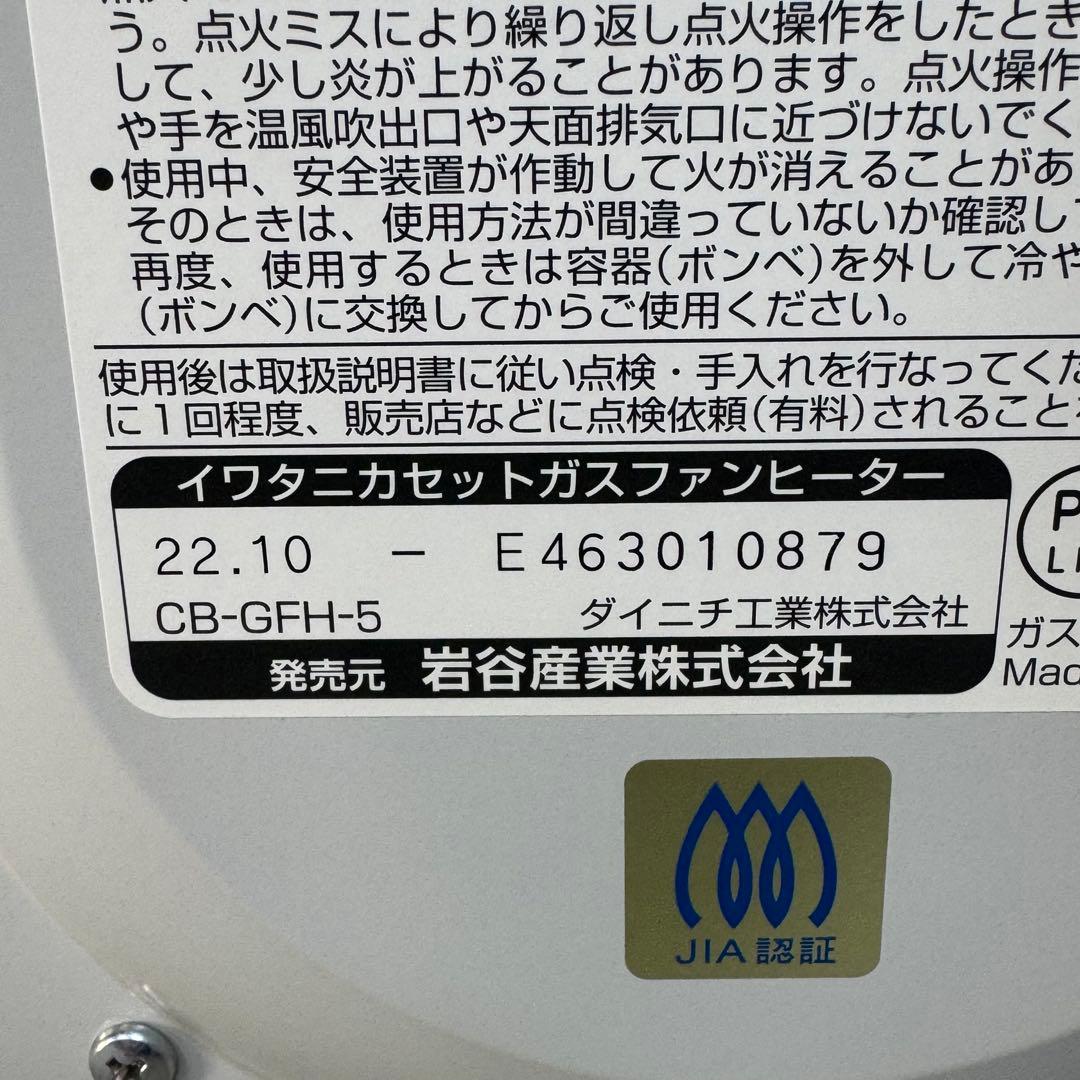 う。点火ミスにより繰り返し点火操作をしたとき
して、少し炎が上がることがあります。点火操作
や手を温風吹出口や天面排気口に近づけないでく
●使用中、安全装置が作動して火が消えることがあ
そのときは、使用方法が間違っていないか確認して
再度、使用するときは容器(ボンベ)を外して冷や
(ボンベ)に交換してからご使用ください。
使用後は取扱説明書に従い点検・手入れを行なってくだ
に1回程度、販売店などに点検依頼(有料)されること
イワタニカセットガスファンヒーター
22.10 - E463010879
CB-GFH-5 ダイニチ工業株式会社
発売元 岩谷産業株式会社
P
LI
ガス
Mad
JIA 認証